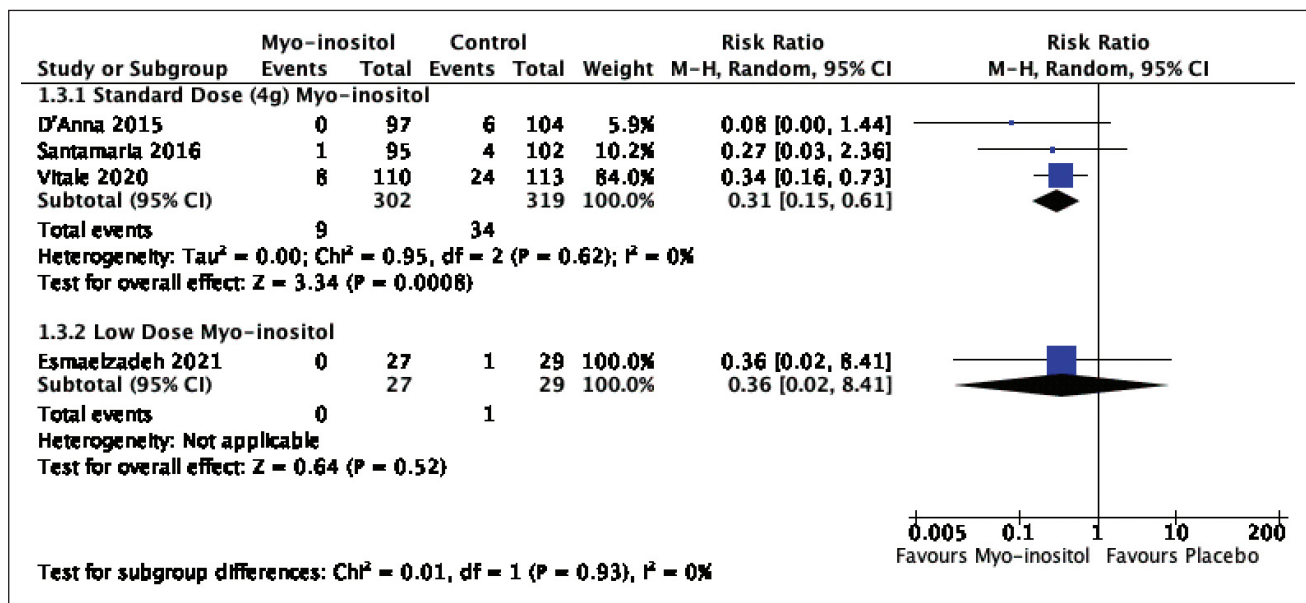 Myo-inositol Control Risk Ratio Risk Ratio
Study or Subgroup Events Total Events Total Weight M-H, Random, 95% CI M-H, Random, 95% CI
1.3.1 Standard Dose (4g) Myo-inositol
D'Anna 2015 0 97 6 104 5.9% 0.08 [0.00, 1.44]
Santamaria 2016 1 95 4 102 10.2% 0.27 [0.03, 2.36]
Vitale 2020 8 110 24 113 84.0% 0.34 [0.16, 0.73]
Subtotal (95% CI) 302 319 100.0% 0.31 [0.15, 0.61]
Total events 9 34
Heterogeneity: Tau² = 0.00; Chi² = 0.95, df = 2 (P = 0.62); I² = 0%
Test for overall effect: Z = 3.34 (P = 0.0008)
1.3.2 Low Dose Myo-inositol
Esmaelzadeh 2021 0 27 1 29 100.0% 0.36 [0.02, 8.41]
Subtotal (95% CI) 27 29 100.0% 0.36 [0.02, 8.41]
Total events 0 1
Heterogeneity: Not applicable
Test for overall effect: Z = 0.64 (P = 0.52)
0.005 0.1 1 10 200
Favours Myo-inositol Favours Placebo
Test for subgroup differences: Chi² = 0.01, df = 1 (P = 0.93), I² = 0%